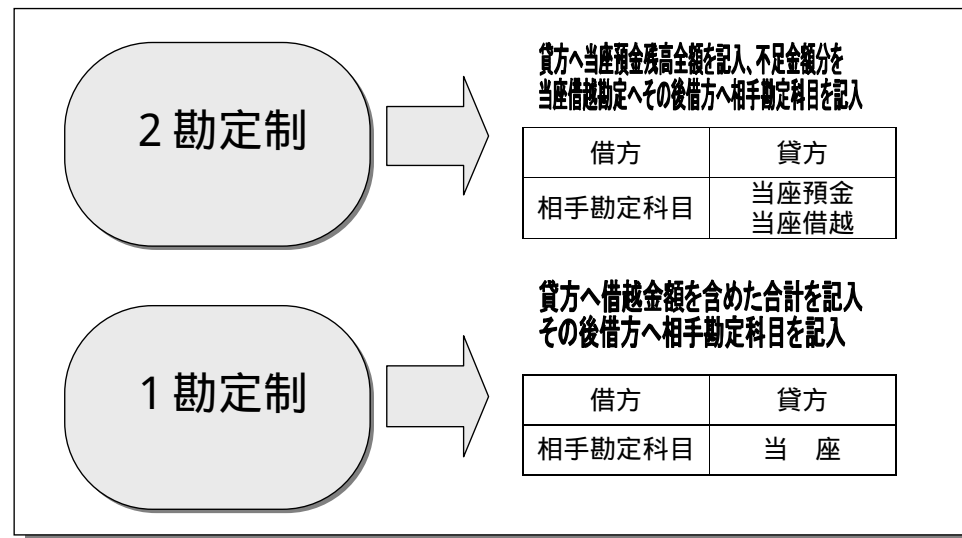 2勘定制
貸方へ当座預金残高全額を記入、不足金額分を
当座借越勘定へその後借方へ相手勘定科目を記入
借方 貸方
相手勘定科目 当座預金
当座借越
1勘定制
貸方へ借越金額を含めた合計を記入
その後借方へ相手勘定科目を記入
借方 貸方
相手勘定科目 当　座